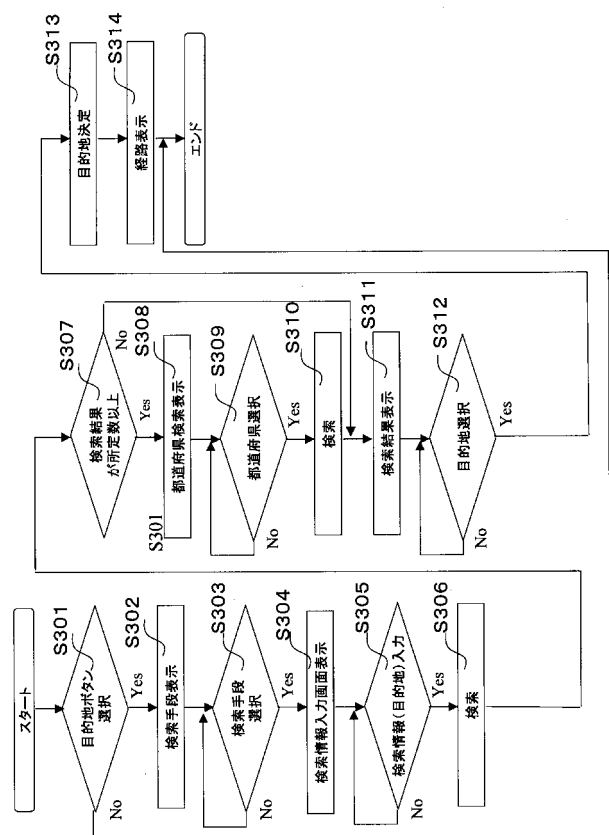 スタート
S301
目的地ボタン
選択
Yes
No
S302
検索手段表示
S303
検索手段
選択
Yes
No
S304
検索情報入力画面表示
S305
検索情報(目的地)入力
Yes
No
S306
検索
S307
検索結果
が所定数以上
No
Yes
S308
都道府県検索表示
S301
S309
都道府県選択
Yes
No
S310
検索
S311
検索結果表示
S312
目的地選択
Yes
No
S313
目的地決定
S314
経路表示
エンド